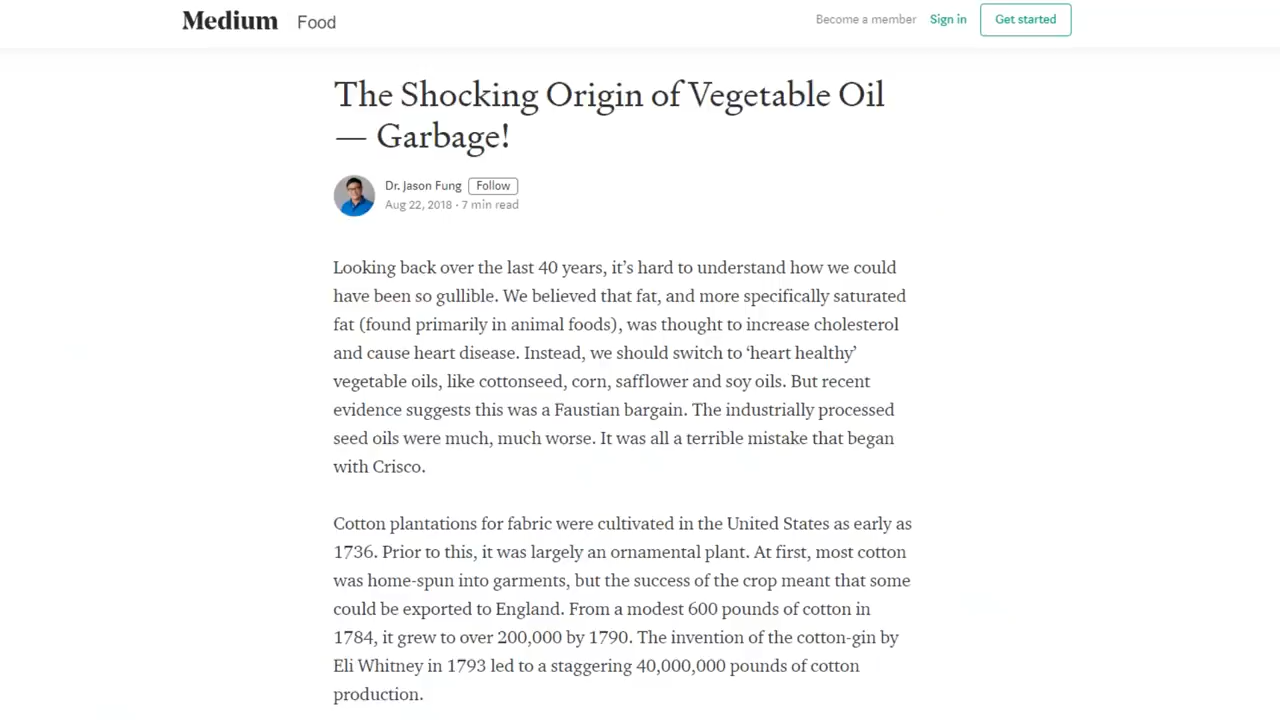 Medium Food Become a member Sign in Get started
The Shocking Origin of Vegetable Oil
— Garbage!
Dr. Jason Fung Follow
Aug 22, 2018 · 7 min read
Looking back over the last 40 years, it’s hard to understand how we could
have been so gullible. We believed that fat, and more specifically saturated
fat (found primarily in animal foods), was thought to increase cholesterol
and cause heart disease. Instead, we should switch to ‘heart healthy’
vegetable oils, like cottonseed, corn, safflower and soy oils. But recent
evidence suggests this was a Faustian bargain. The industrially processed
seed oils were much, much worse. It was all a terrible mistake that began
with Crisco.
Cotton plantations for fabric were cultivated in the United States as early as
1736. Prior to this, it was largely an ornamental plant. At first, most cotton
was home-spun into garments, but the success of the crop meant that some
could be exported to England. From a modest 600 pounds of cotton in
1784, it grew to over 200,000 by 1790. The invention of the cotton-gin by
Eli Whitney in 1793 led to a staggering 40,000,000 pounds of cotton
production.